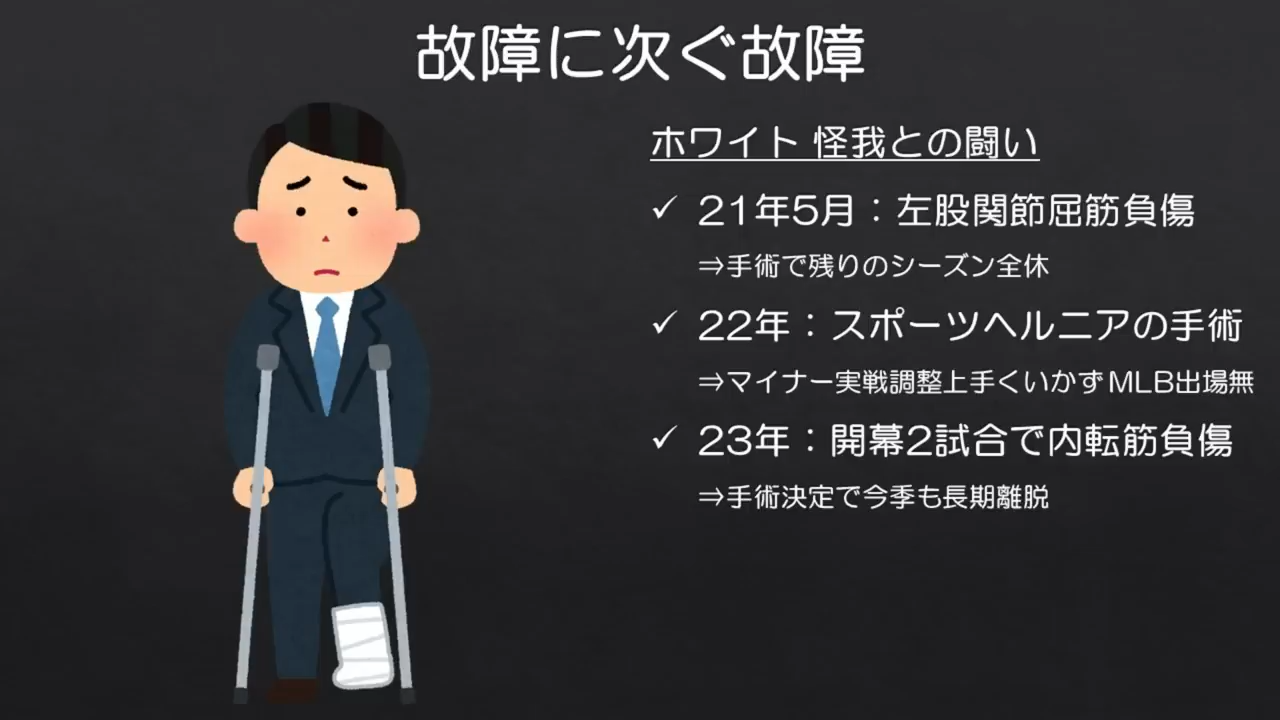 故障に次ぐ故障
ホワイト 怪我との闘い
✓ 21年5月：左股関節屈筋負傷
⇒手術で残りのシーズン全休
✓ 22年：スポーツヘルニアの手術
⇒マイナー実戦調整上手くいかずMLB出場無
✓ 23年：開幕2試合で内転筋負傷
⇒手術決定で今季も長期離脱